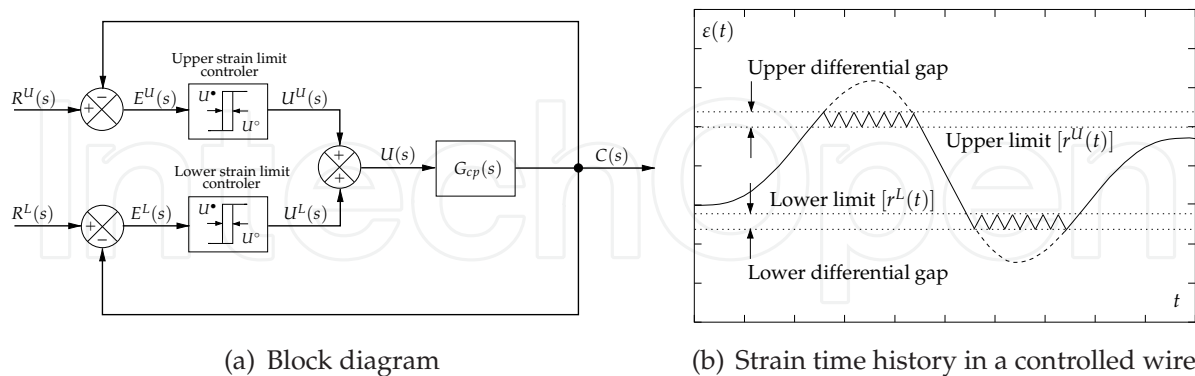 Upper strain limit
controler
R^U(s)
+
−
E^U(s)
U•
U°
U^U(s)
Lower strain limit
controler
R^L(s)
+
−
E^L(s)
U•
U°
U^L(s)
+
+
U(s)
G_cp(s)
C(s)
(a) Block diagram
ε(t)
Upper differential gap
Upper limit [r^U(t)]
Lower limit [r^L(t)]
Lower differential gap
t
(b) Strain time history in a controlled wire
IntechOpen